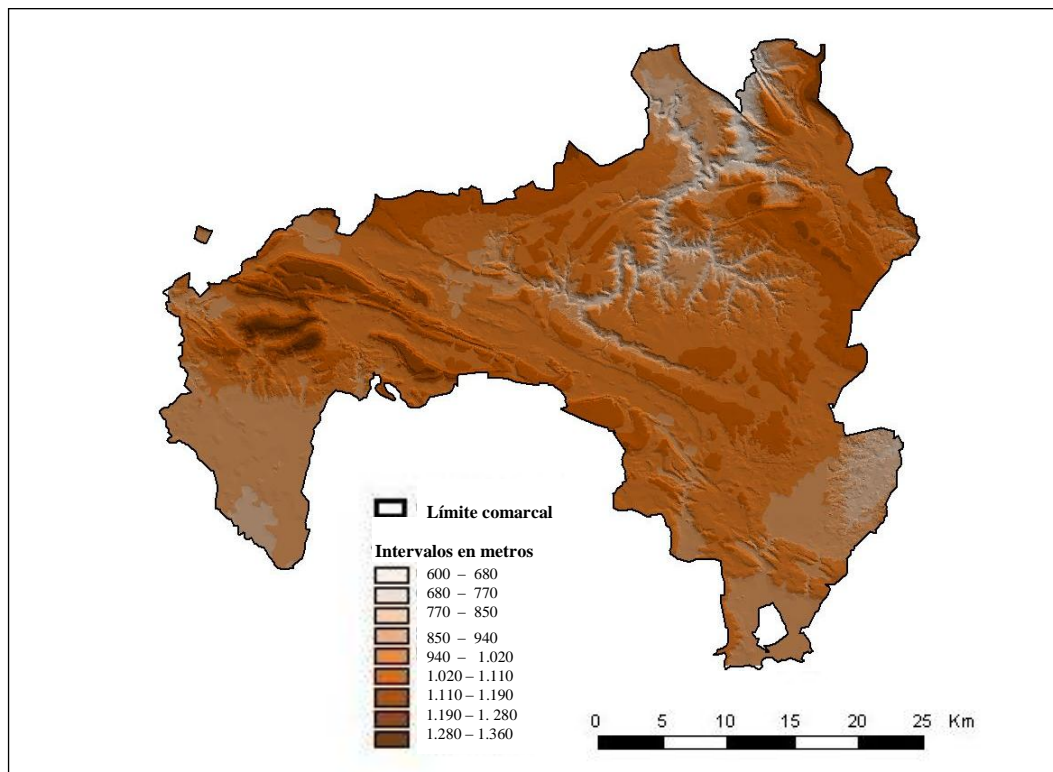 Límite comarcal
Intervalos en metros
600 – 680
680 – 770
770 – 850
850 – 940
940 – 1.020
1.020 – 1.110
1.110 – 1.190
1.190 – 1. 280
1.280 – 1.360
0 5 10 15 20 25 Km